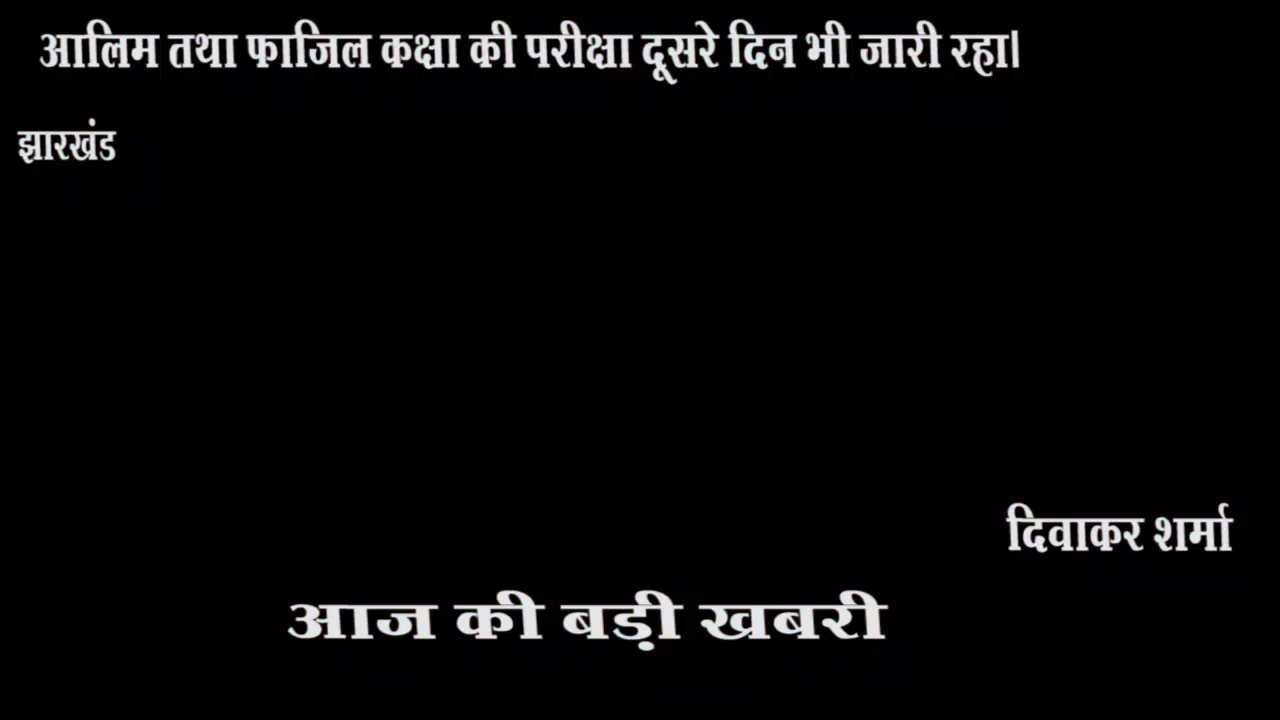 आलिम तथा फाजिल कक्षा की परीक्षा दूसरे दिन भी जारी रहा।
झारखंड
दिवाकर शर्मा
आज की बड़ी खबरी